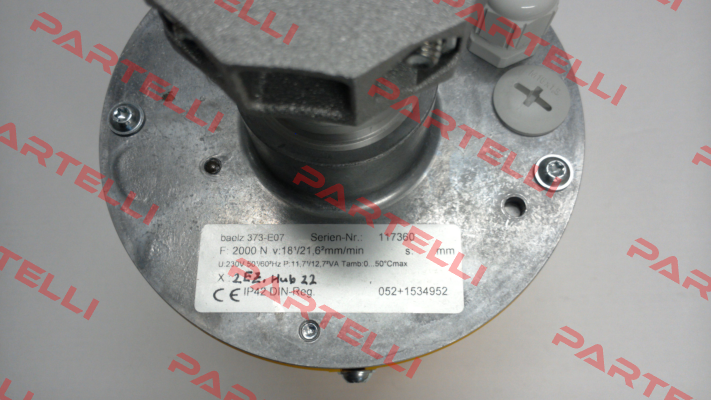 PARTELLI
PARTELLI
PARTELLI
PARTELLI
PARTELLI
PARTELLI
PARTELLI
PARTELLI
PARTELLI
baelz 373-E07 Serien-Nr.: 117360
F: 2000 N v:18¹/21,6²mm/min s: mm
U:230V 50¹/60²Hz P:11,7¹/12,7²VA Tamb:0...50°Cmax
X 2EZ. Hub 22
CE IP42 DIN-Reg. 052+1534952